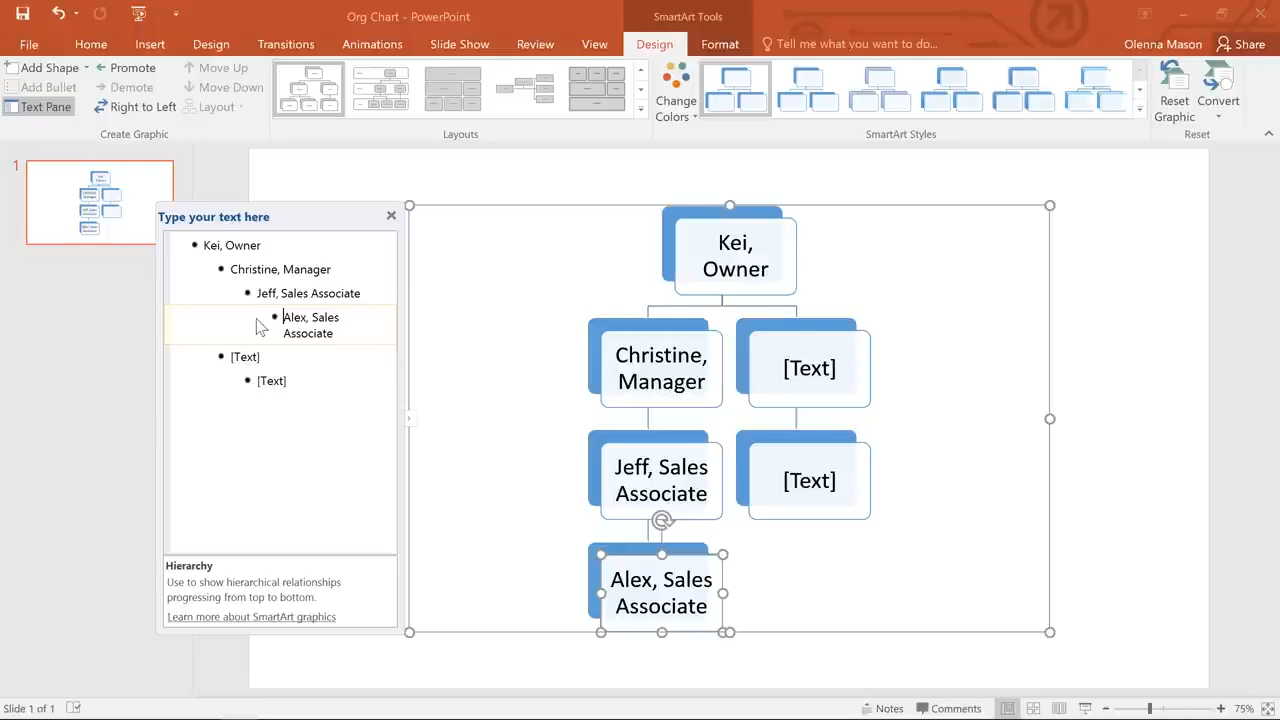 Org Chart - PowerPoint
SmartArt Tools
File Home Insert Design Transitions Animations Slide Show Review View Design Format Tell me what you want to do... Olenna Mason Share
Add Shape Promote Move Up
Add Bullet Demote Move Down
Text Pane Right to Left Layout
Create Graphic
Layouts
Change
Colors
SmartArt Styles
Reset
Graphic
Convert
Reset
1
Type your text here
Kei, Owner
Christine, Manager
Jeff, Sales Associate
Alex, Sales
Associate
[Text]
[Text]
Hierarchy
Use to show hierarchical relationships
progressing from top to bottom.
Learn more about SmartArt graphics
Kei,
Owner
Christine,
Manager
[Text]
Jeff, Sales
Associate
[Text]
Alex, Sales
Associate
Slide 1 of 1 Notes Comments 75%